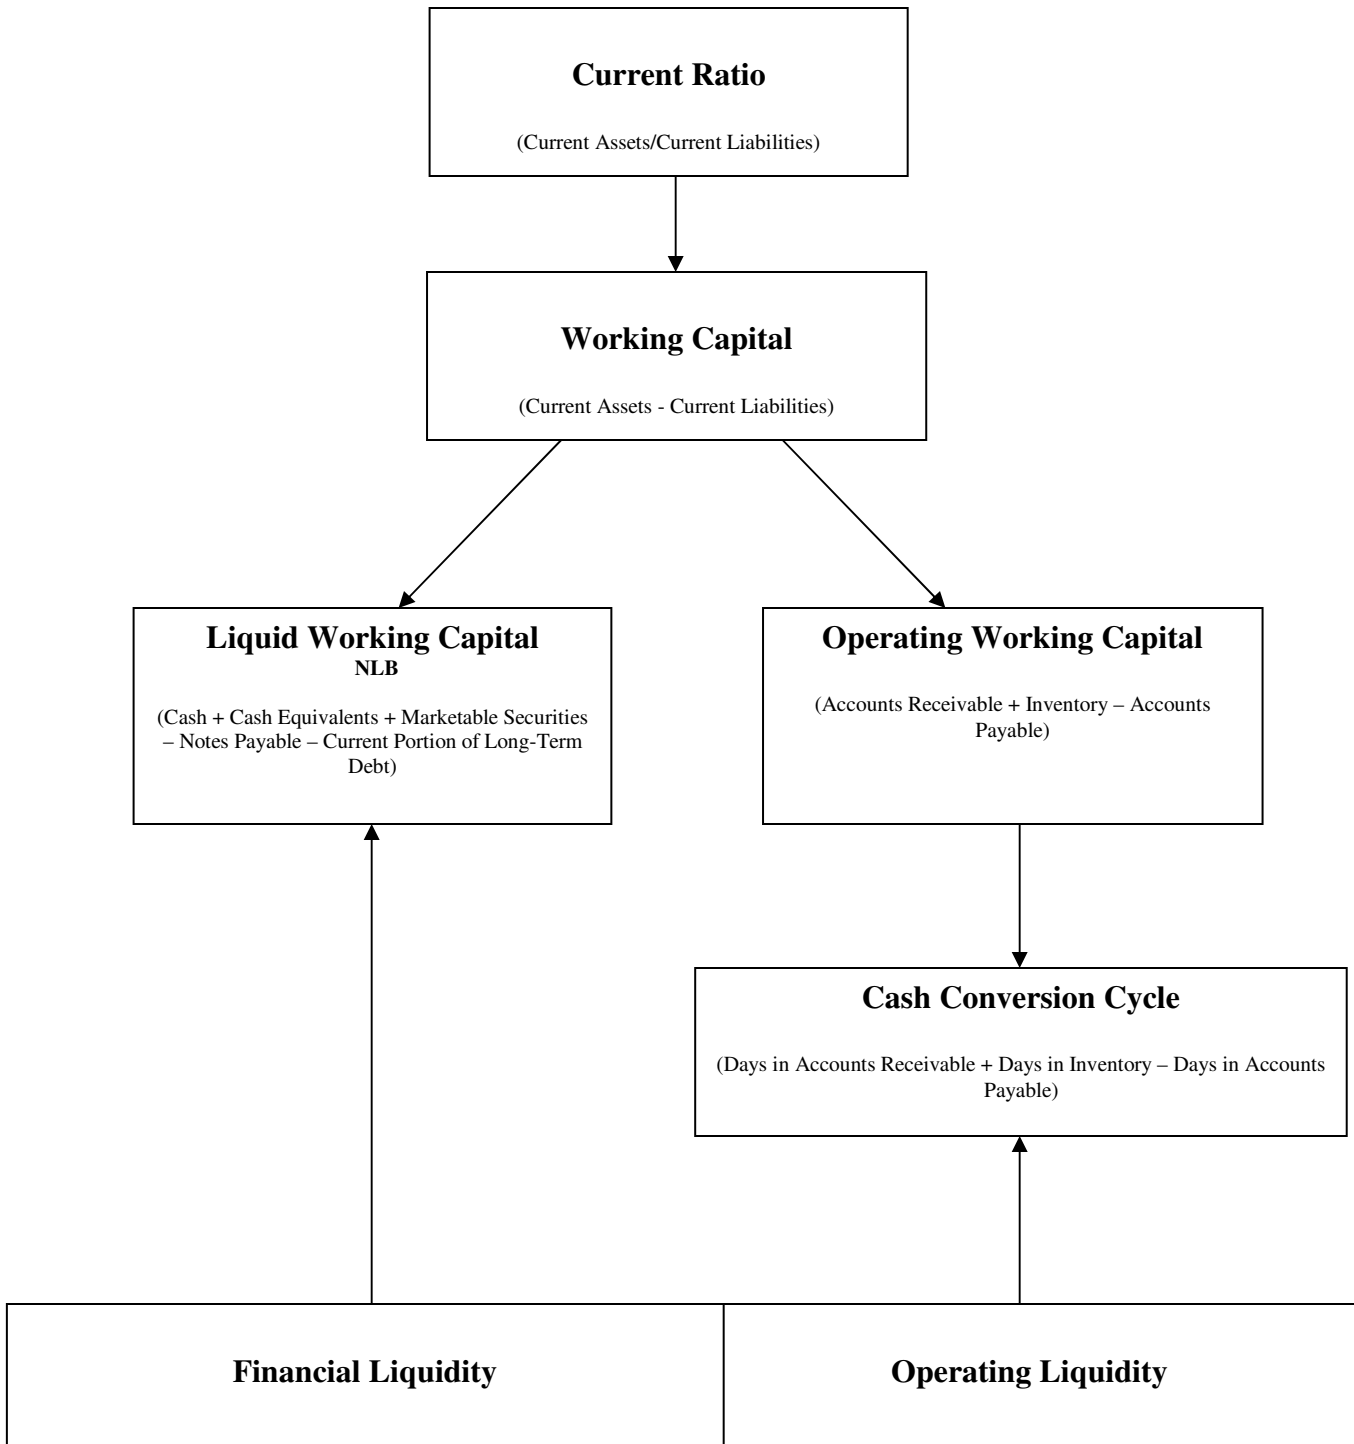 Current Ratio
(Current Assets/Current Liabilities)
Working Capital
(Current Assets - Current Liabilities)
Liquid Working Capital
NLB
(Cash + Cash Equivalents + Marketable Securities
– Notes Payable – Current Portion of Long-Term
Debt)
Operating Working Capital
(Accounts Receivable + Inventory – Accounts
Payable)
Cash Conversion Cycle
(Days in Accounts Receivable + Days in Inventory – Days in Accounts
Payable)
Financial Liquidity
Operating Liquidity